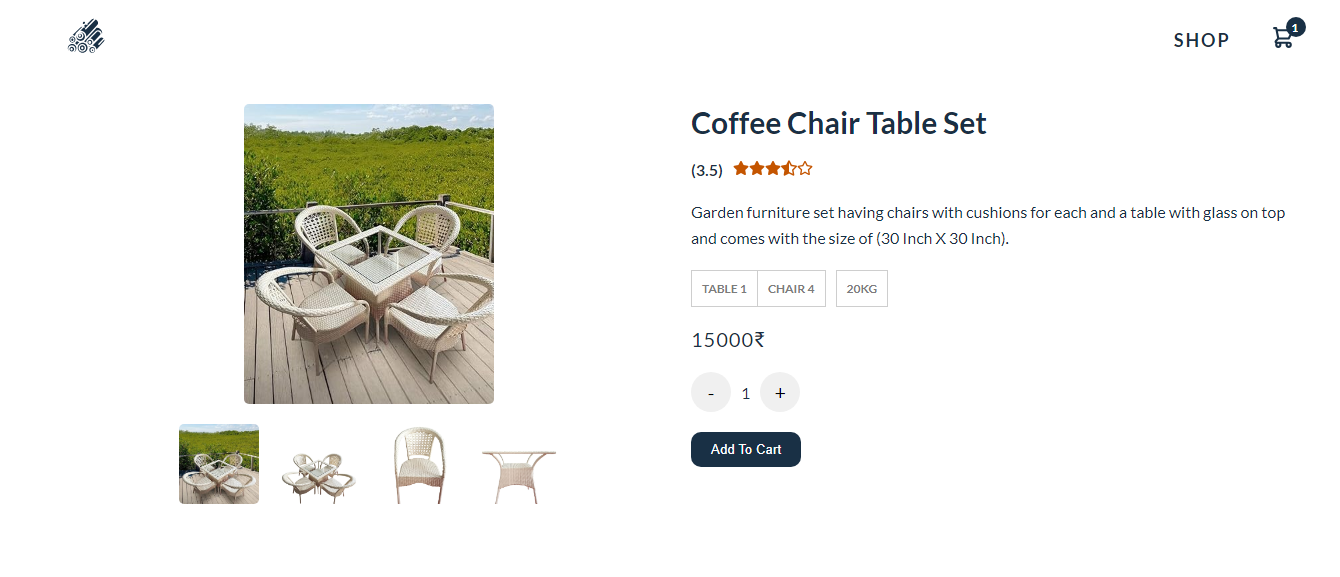 SHOP
1
Coffee Chair Table Set
(3.5)
Garden furniture set having chairs with cushions for each and a table with glass on top
and comes with the size of (30 Inch X 30 Inch).
TABLE 1 CHAIR 4 20KG
15000₹
- 1 +
Add To Cart